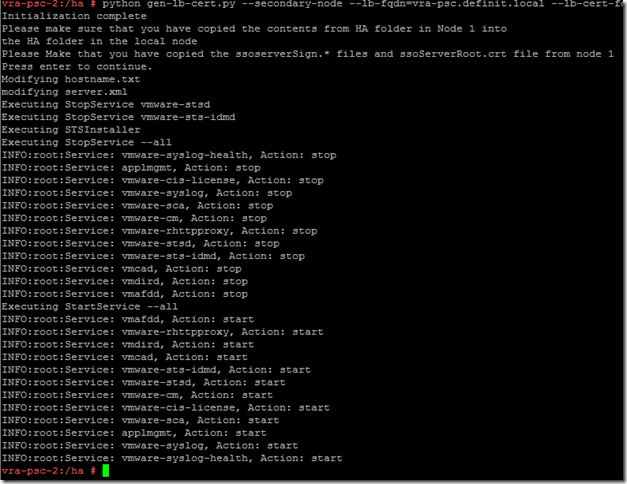 vra-psc-2:/ha # python gen-lb-cert.py --secondary-node --lb-fqdn=vra-psc.definit.local --lb-cert-fo
Initialization complete
Please make sure that you have copied the contents from HA folder in Node 1 into
the HA folder in the local node
Please Make that you have copied the ssoserverSign.* files and ssoServerRoot.crt file from node 1
Press enter to continue.
Modifying hostname.txt
modifying server.xml
Executing StopService vmware-stsd
Executing StopService vmware-sts-idmd
Executing STSInstaller
Executing StopService --all
INFO:root:Service: vmware-syslog-health, Action: stop
INFO:root:Service: applmgmt, Action: stop
INFO:root:Service: vmware-cis-license, Action: stop
INFO:root:Service: vmware-syslog, Action: stop
INFO:root:Service: vmware-sca, Action: stop
INFO:root:Service: vmware-cm, Action: stop
INFO:root:Service: vmware-rhttpproxy, Action: stop
INFO:root:Service: vmware-stsd, Action: stop
INFO:root:Service: vmware-sts-idmd, Action: stop
INFO:root:Service: vmcad, Action: stop
INFO:root:Service: vmdird, Action: stop
INFO:root:Service: vmafdd, Action: stop
Executing StartService --all
INFO:root:Service: vmafdd, Action: start
INFO:root:Service: vmware-rhttpproxy, Action: start
INFO:root:Service: vmdird, Action: start
INFO:root:Service: vmcad, Action: start
INFO:root:Service: vmware-sts-idmd, Action: start
INFO:root:Service: vmware-stsd, Action: start
INFO:root:Service: vmware-cm, Action: start
INFO:root:Service: vmware-cis-license, Action: start
INFO:root:Service: vmware-sca, Action: start
INFO:root:Service: applmgmt, Action: start
INFO:root:Service: vmware-syslog, Action: start
INFO:root:Service: vmware-syslog-health, Action: start
vra-psc-2:/ha #